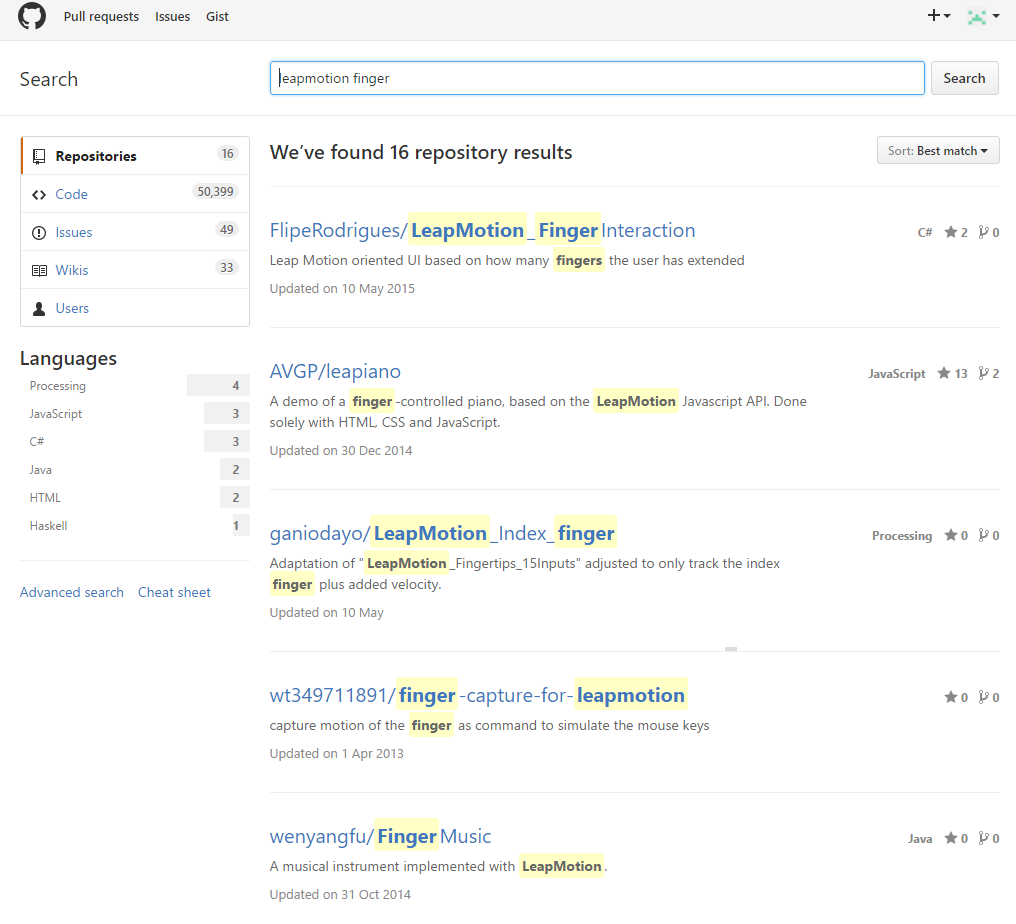 Pull requests Issues Gist
Search leapmotion finger Search
Repositories 16
Code 50,399
Issues 49
Wikis 33
Users
Languages
Processing 4
JavaScript 3
C# 3
Java 2
HTML 2
Haskell 1
Advanced search Cheat sheet
We’ve found 16 repository results Sort: Best match
FlipeRodrigues/LeapMotion_FingerInteraction C# 2 0
Leap Motion oriented UI based on how many fingers the user has extended
Updated on 10 May 2015
AVGP/leapiano JavaScript 13 2
A demo of a finger-controlled piano, based on the LeapMotion Javascript API. Done
solely with HTML, CSS and JavaScript.
Updated on 30 Dec 2014
ganiodayo/LeapMotion_Index_finger Processing 0 0
Adaptation of "LeapMotion_Fingertips_15Inputs" adjusted to only track the index
finger plus added velocity.
Updated on 10 May
wt349711891/finger-capture-for-leapmotion 0 0
capture motion of the finger as command to simulate the mouse keys
Updated on 1 Apr 2013
wenyangfu/FingerMusic Java 0 0
A musical instrument implemented with LeapMotion.
Updated on 31 Oct 2014